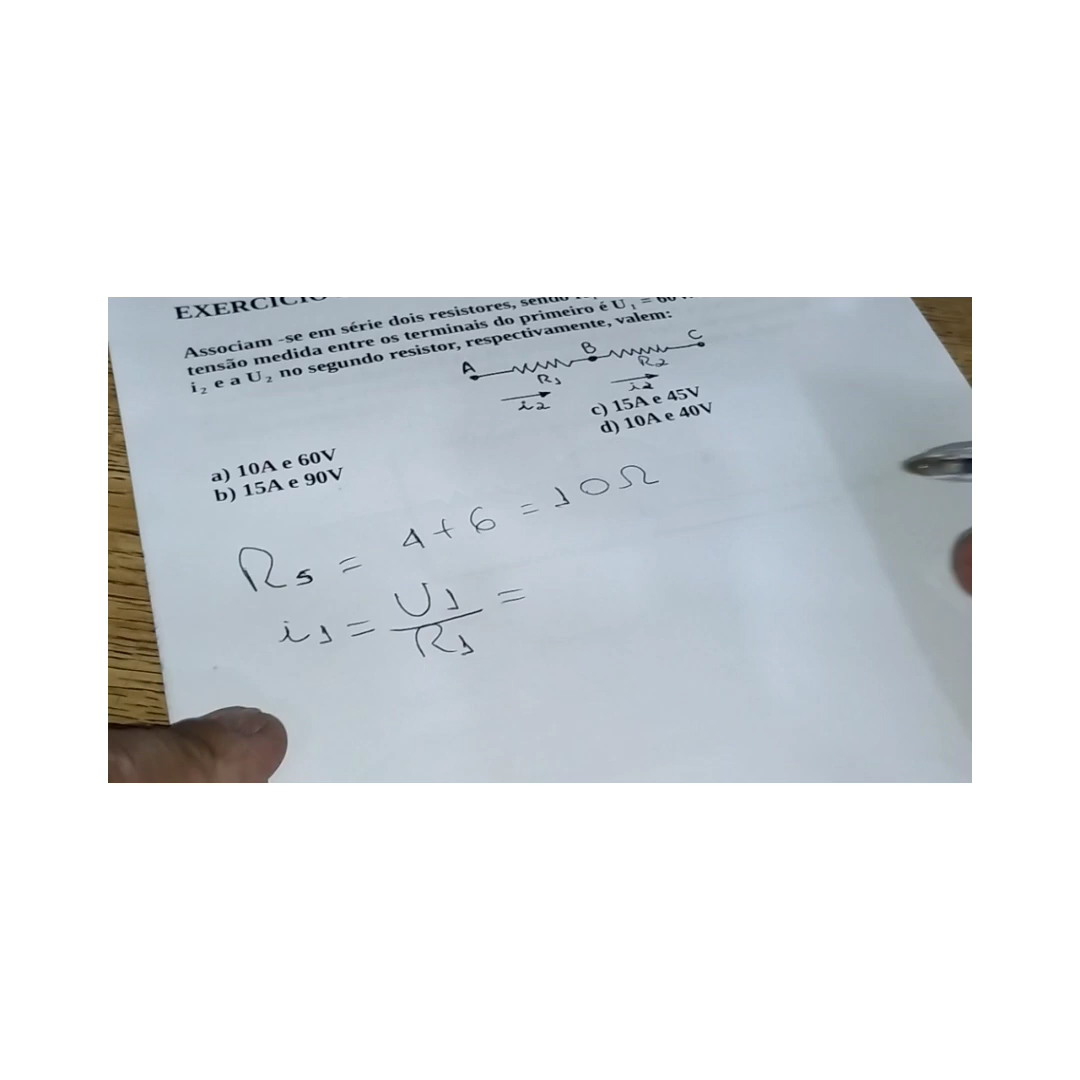 EXERCÍCIO
Associam -se em série dois resistores, sendo
tensão medida entre os terminais do primeiro é U₁ = 60
i₂ e a U₂ no segundo resistor, respectivamente, valem:
A B C
R₁ R₂
i₂ i₂
a) 10A e 60V
b) 15A e 90V
c) 15A e 45V
d) 10A e 40V
Rs = 4+6 = 10Ω
i₁ = U₁/R₁ =